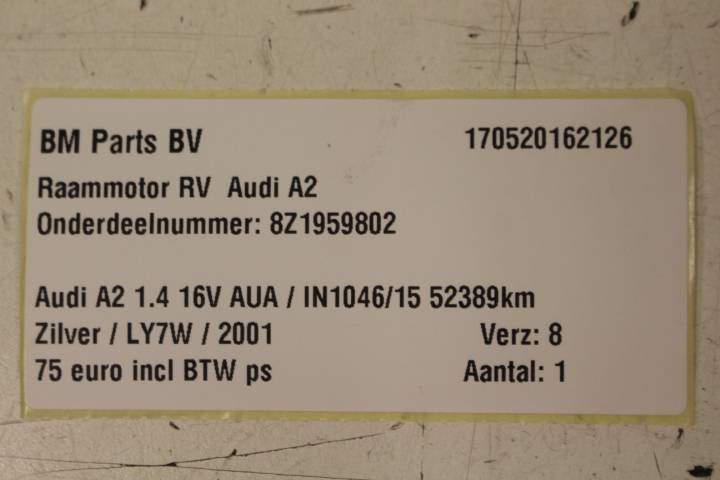 BM Parts BV 170520162126
Raammotor RV Audi A2
Onderdeelnummer: 8Z1959802
Audi A2 1.4 16V AUA / IN1046/15 52389km
Zilver / LY7W / 2001 Verz: 8
75 euro incl BTW ps Aantal: 1